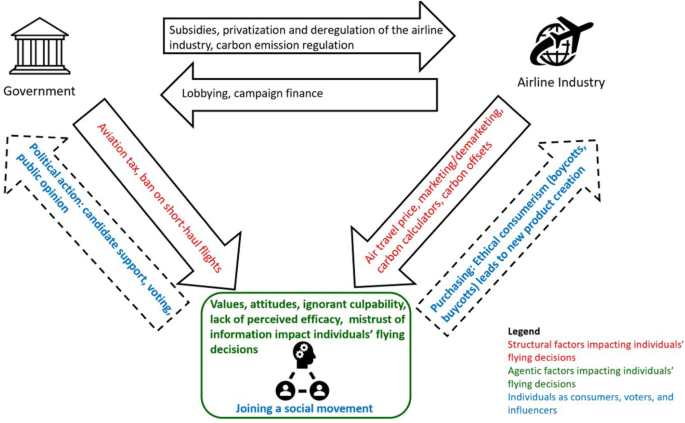 Subsidies, privatization and deregulation of the airline
industry, carbon emission regulation
Government
Airline Industry
Lobbying, campaign finance
Political action: candidate support, voting,
public opinion
Aviation tax, ban on short-haul flights
Air travel price, marketing/demarketing,
carbon calculators, carbon offsets
Purchasing: Ethical consumerism (boycotts,
buycotts) leads to new product creation
Values, attitudes, ignorant culpability,
lack of perceived efficacy, mistrust of
information impact individuals' flying
decisions
Joining a social movement
Legend
Structural factors impacting individuals'
flying decisions
Agentic factors impacting individuals'
flying decisions
Individuals as consumers, voters, and
influencers